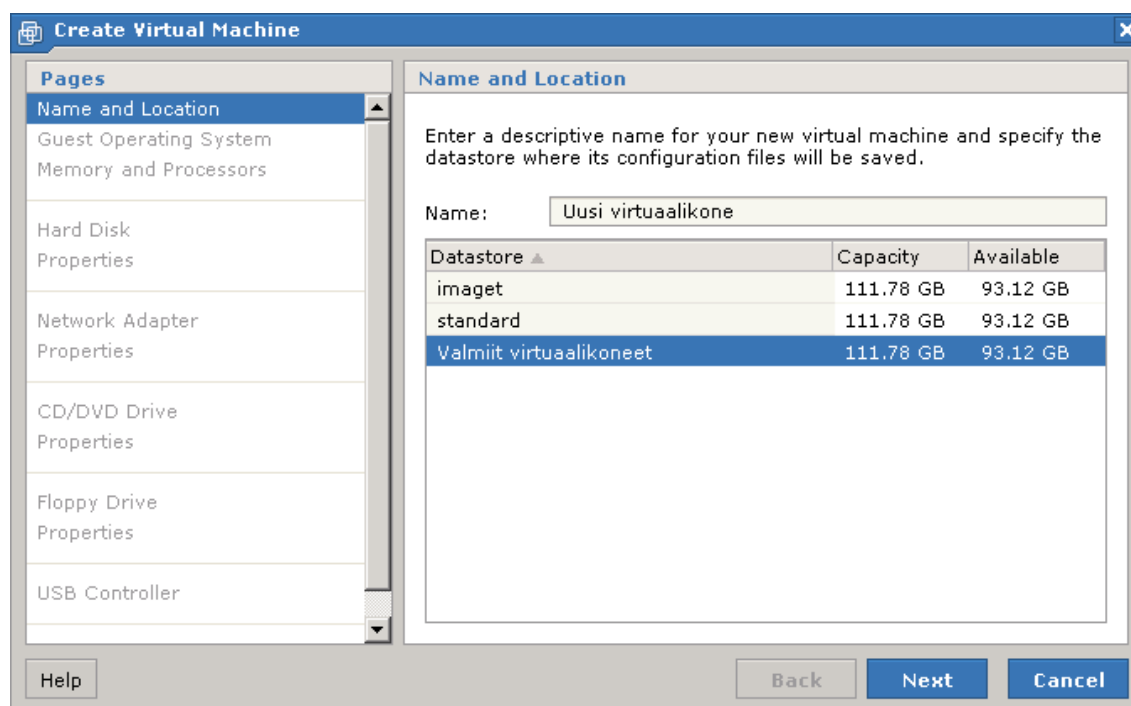 Create Virtual Machine
Pages
Name and Location
Guest Operating System
Memory and Processors
Hard Disk
Properties
Network Adapter
Properties
CD/DVD Drive
Properties
Floppy Drive
Properties
USB Controller
Name and Location
Enter a descriptive name for your new virtual machine and specify the
datastore where its configuration files will be saved.
Name: Uusi virtuaalikone
Datastore Capacity Available
imaget 111.78 GB 93.12 GB
standard 111.78 GB 93.12 GB
Valmiit virtuaalikoneet 111.78 GB 93.12 GB
Help Back Next Cancel